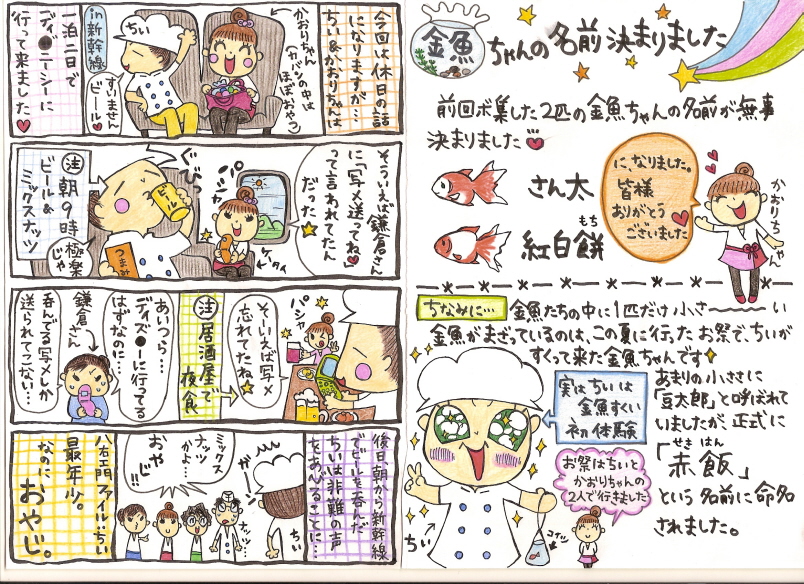 金魚ちゃんの名前決まりました
前回ボ集した2匹の金魚ちゃんの名前が無事
決まりました
さん太
紅白餅
もち
に、なりました。
皆様
ありがとう
ございました
かおりちゃん
ちなみに…
金魚たちの中に1匹だけ小さ〜〜い
金魚がまざっているのは、この夏に行ったお祭で、ちいが
すくって来た金魚ちゃんです
実はちいは
金魚すくい
初体験
あまりの小ささに
「豆太郎」と呼ばれて
いましたが、正式に
せきはん
「赤飯」
という名前に命名
されました。
お祭はちいと
かおりちゃんの
2人で行きました
ちい
コイツ
今回は休日の話
になりますが…
ちい&かおりちゃんは
かおりちゃん
(カバンの中は
ほぼおやつ)
ちい
in新幹線
すいません
ビール♥
一泊二日で
ディ●ニーシーに
行って来ました♥
そういえば鎌倉さん
に「写メ送ってね」
って言われてたん
だった★
パシャ
ケータイ
ぐびっ
ビール
つまみ
極楽
じゃ
注 朝9時
ビール&
ミックスナッツ
そういえば写メ
忘れてたね
パシャ
注 居酒屋で
夜食
あいつら…
ディズ●ーに行ってる
はずなのに…
鎌倉さん
呑んでる写メしか
送られてこない…
後日、朝から新幹線
でビールを呑んだ
ちいは非難の声
をあんることに…
ガーン
ちい
ミックス
ナッツ
かよ…
ナッツ
おやじ!!
八右エ門ファイル:ちい
最年少。
なのに
おやじ。